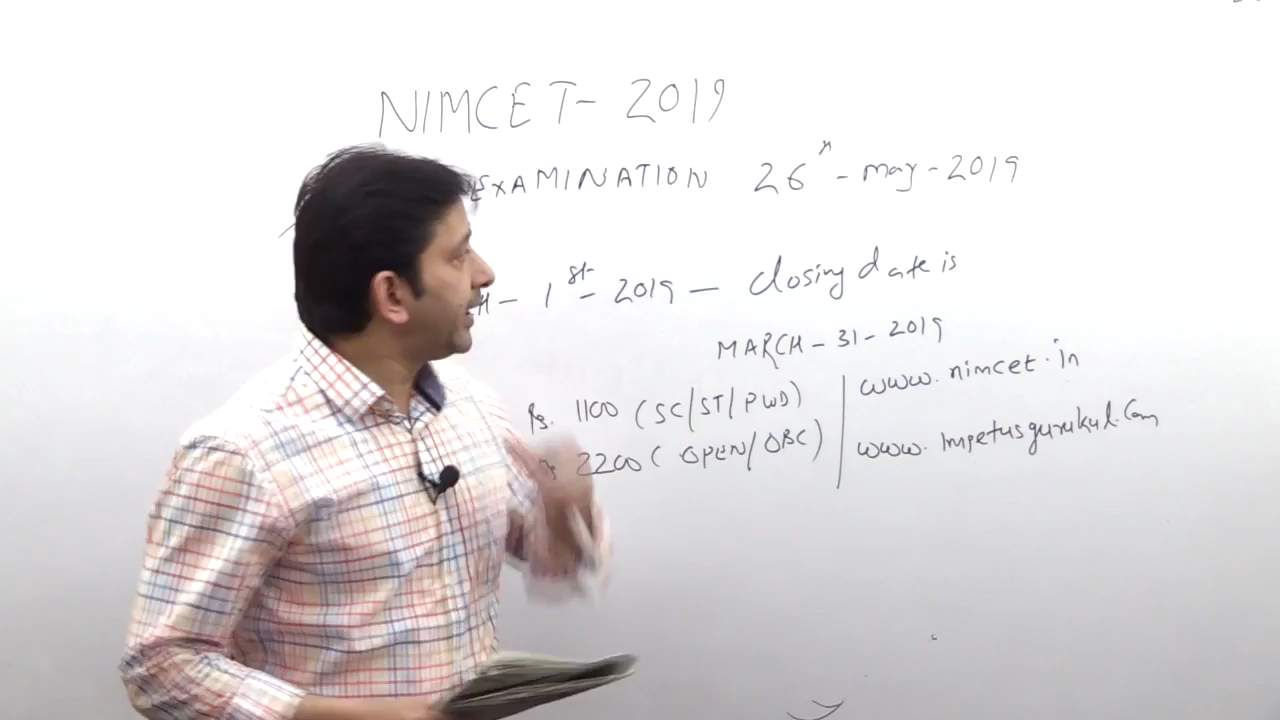 NIMCET- 2019
EXAMINATION 26th - may - 2019
H - 1st - 2019 - closing date is
MARCH - 31 - 2019
Rs. 1100 (SC/ST/PWD)
2200 ( OPEN/OBC)
www.nimcet.in
www.Impetusgurukul.Com